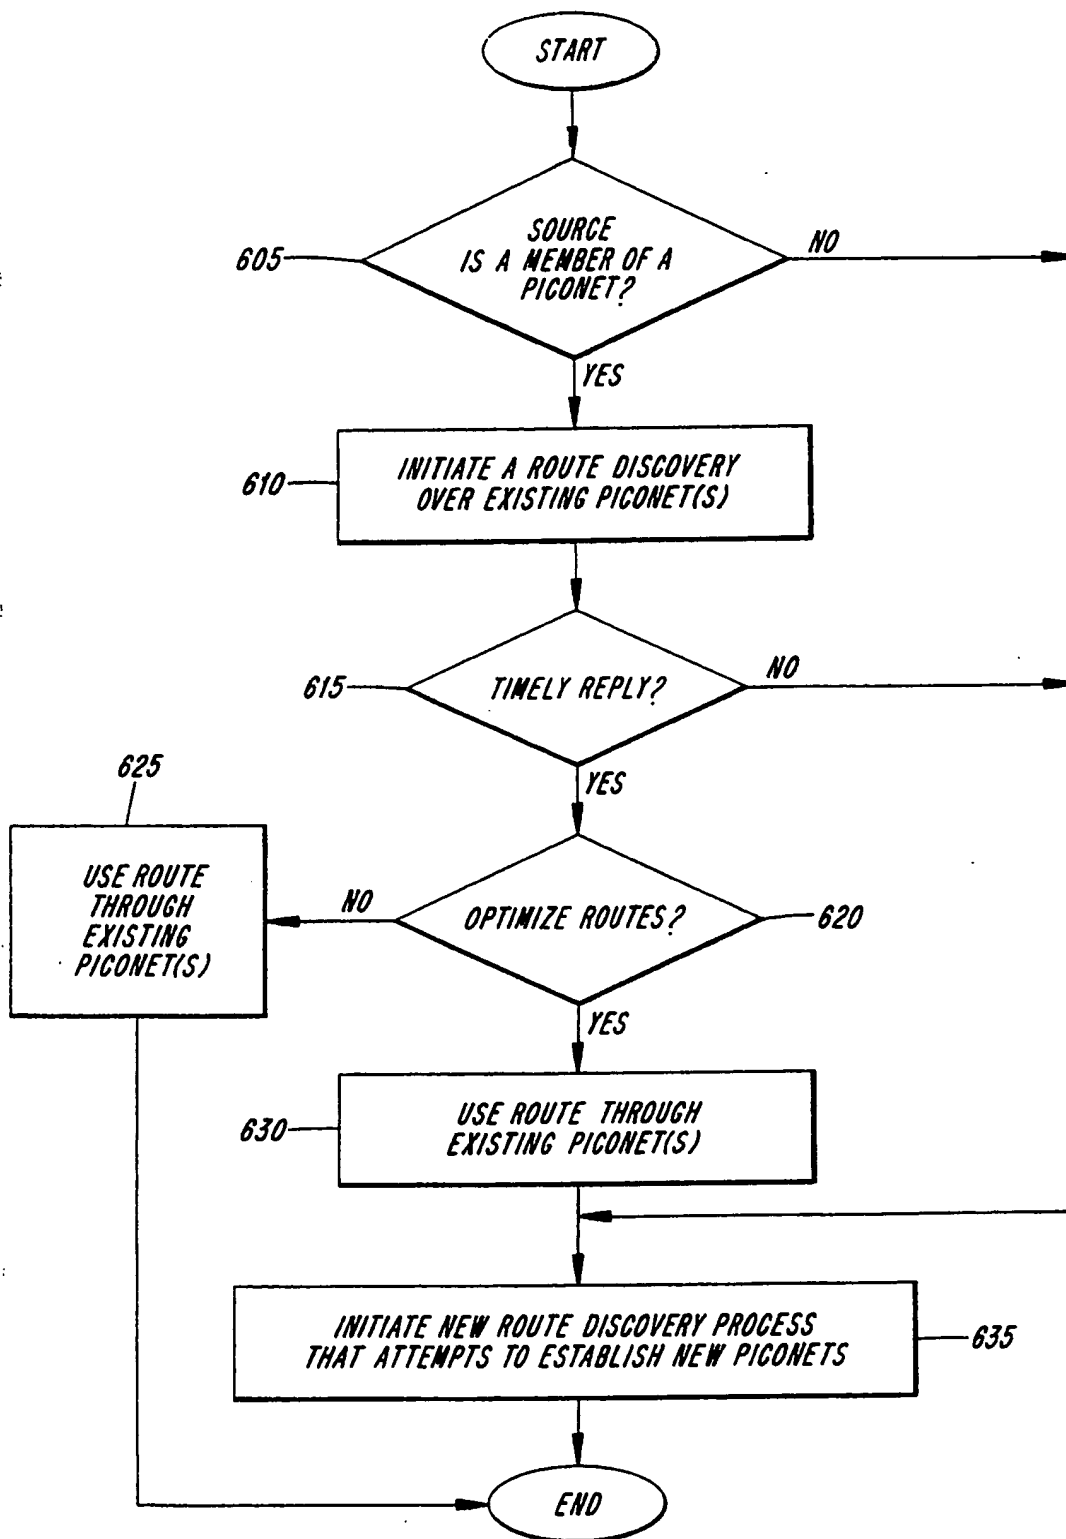 START
SOURCE
IS A MEMBER OF A
PICONET?
605
NO
YES
INITIATE A ROUTE DISCOVERY
OVER EXISTING PICONET(S)
610
TIMELY REPLY?
615
NO
YES
625
USE ROUTE
THROUGH
EXISTING
PICONET(S)
NO
OPTIMIZE ROUTES?
620
YES
USE ROUTE THROUGH
EXISTING PICONET(S)
630
INITIATE NEW ROUTE DISCOVERY PROCESS
THAT ATTEMPTS TO ESTABLISH NEW PICONETS
635
END